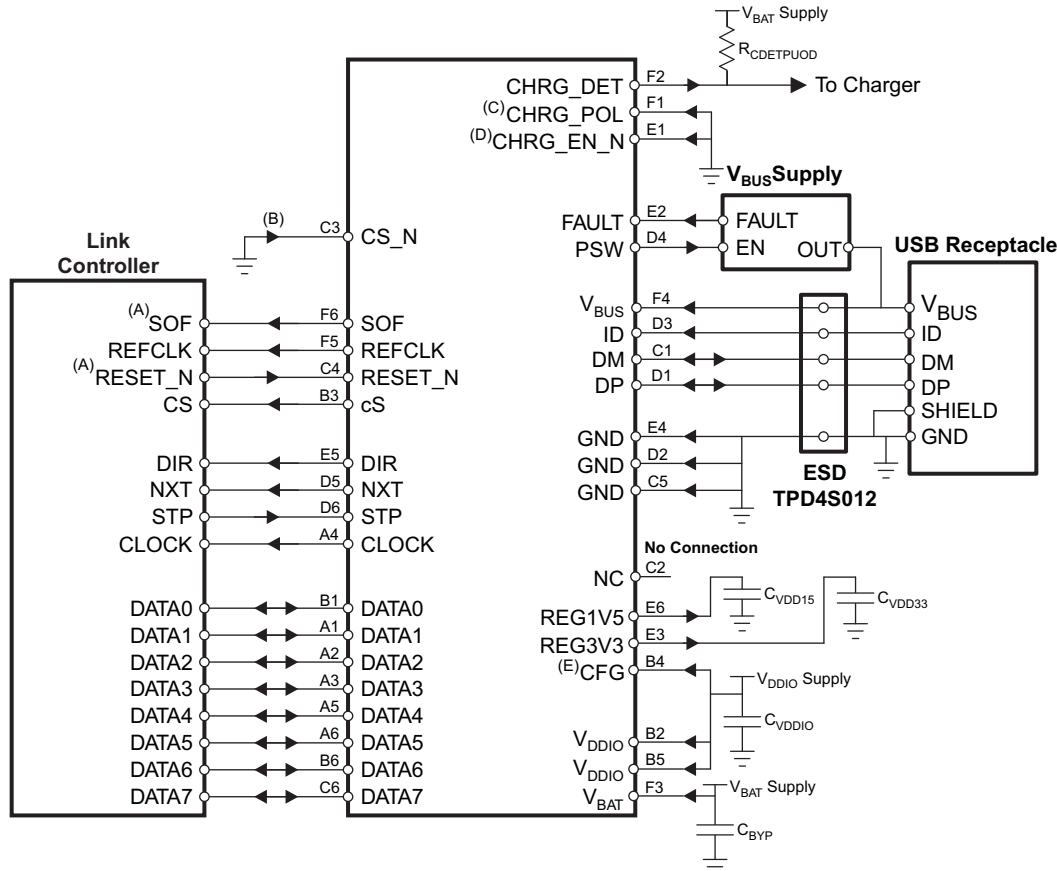 V_BAT Supply
R_CDETPUOD
CHRG_DET F2 To Charger
(C)CHRG_POL F1
(D)CHRG_EN_N E1
V_BUS Supply
FAULT E2 FAULT
PSW D4 EN OUT
(B) C3 CS_N
Link
Controller
USB Receptacle
V_BUS F4 V_BUS
ID D3 ID
DM C1 DM
DP D1 DP
SHIELD
GND E4 GND
GND D2
GND C5
ESD
TPD4S012
(A)SOF F6 SOF
REFCLK F5 REFCLK
(A)RESET_N C4 RESET_N
CS B3 cS
DIR E5 DIR
NXT D5 NXT
STP D6 STP
CLOCK A4 CLOCK
No Connection
NC C2
REG1V5 E6 C_VDD15
REG3V3 E3 C_VDD33
(E)CFG B4
V_DDIO Supply
C_VDDIO
V_DDIO B2
V_DDIO B5
V_BAT F3
V_BAT Supply
C_BYP
DATA0 B1 DATA0
DATA1 A1 DATA1
DATA2 A2 DATA2
DATA3 A3 DATA3
DATA4 A5 DATA4
DATA5 A6 DATA5
DATA6 B6 DATA6
DATA7 C6 DATA7